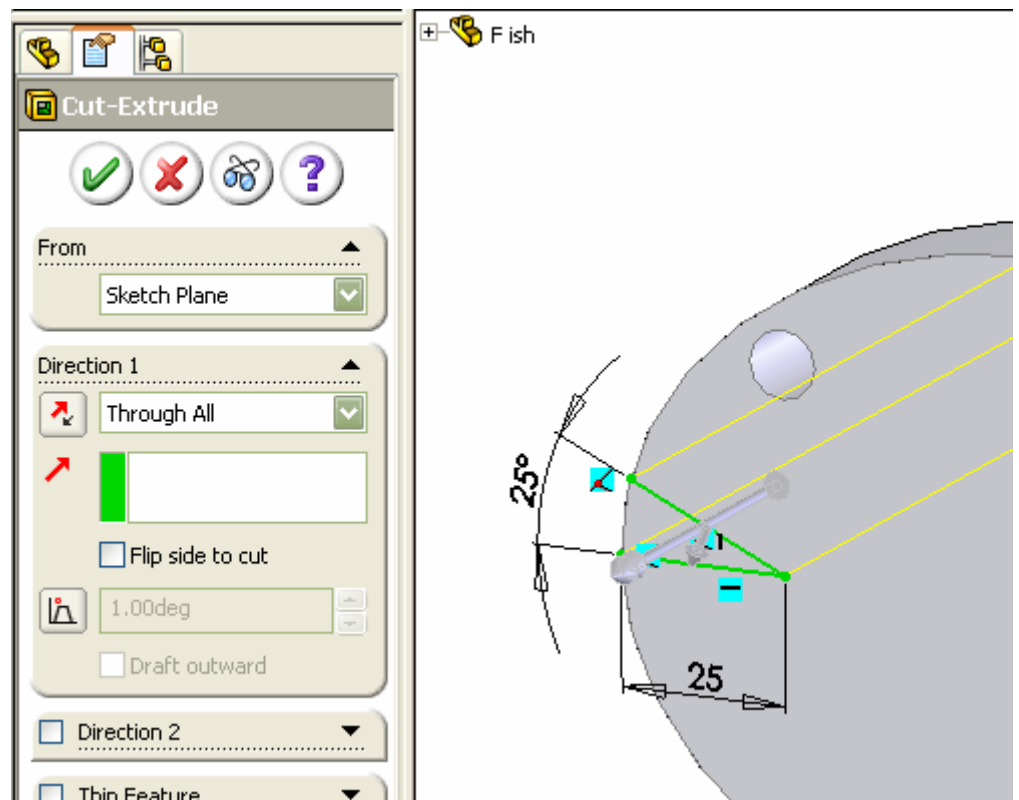 F ish
Cut-Extrude
?
From
Sketch Plane
Direction 1
Through All
Flip side to cut
1.00deg
Draft outward
Direction 2
Thin Feature
25°
25